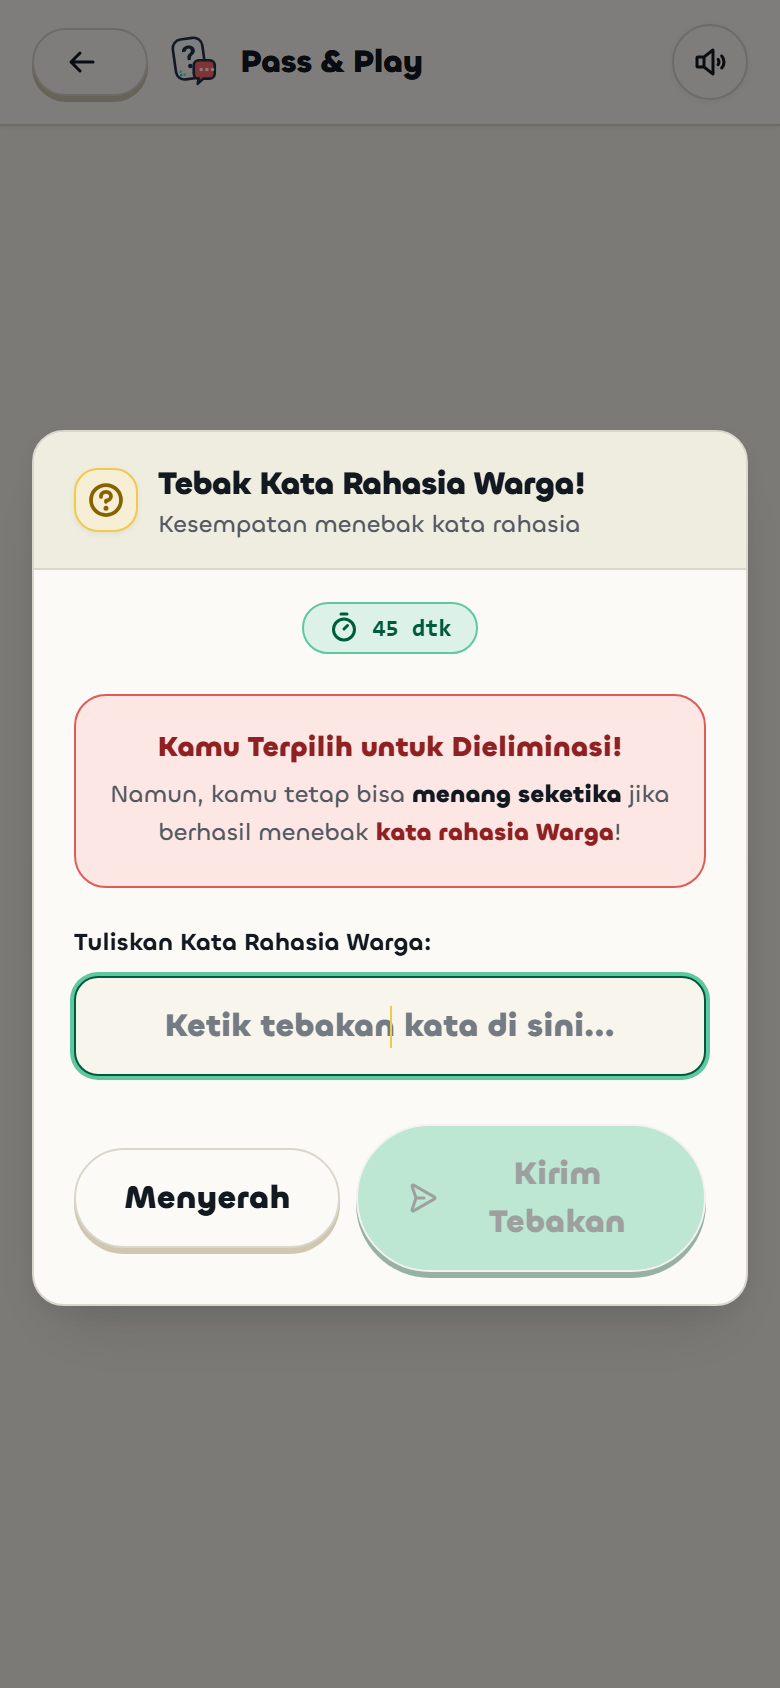 Pass & Play
Tebak Kata Rahasia Warga!
Kesempatan menebak kata rahasia
45 dtk
Kamu Terpilih untuk Dieliminasi!
Namun, kamu tetap bisa menang seketika jika
berhasil menebak kata rahasia Warga!
Tuliskan Kata Rahasia Warga:
Ketik tebakan kata di sini...
Menyerah
Kirim
Tebakan